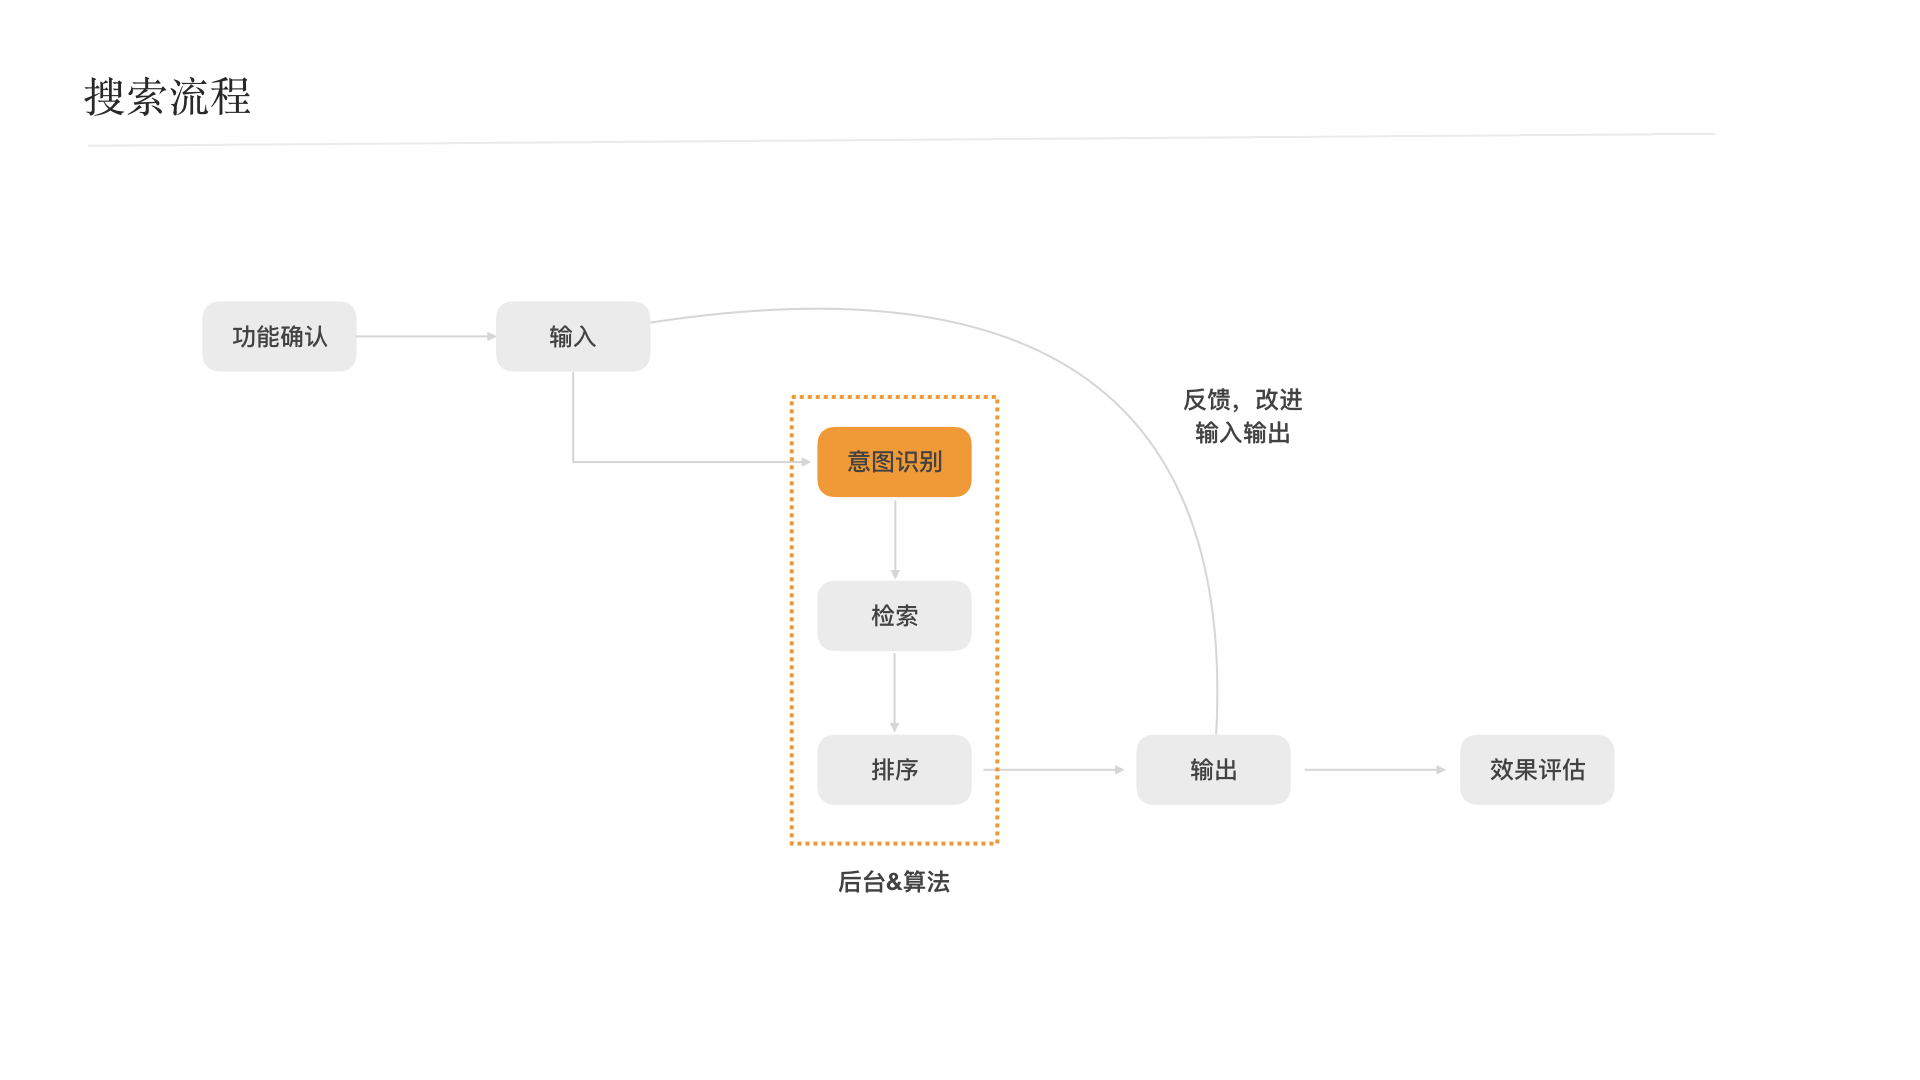 搜索流程
功能确认
输入
反馈，改进
输入输出
意图识别
检索
排序
输出
效果评估
后台&算法